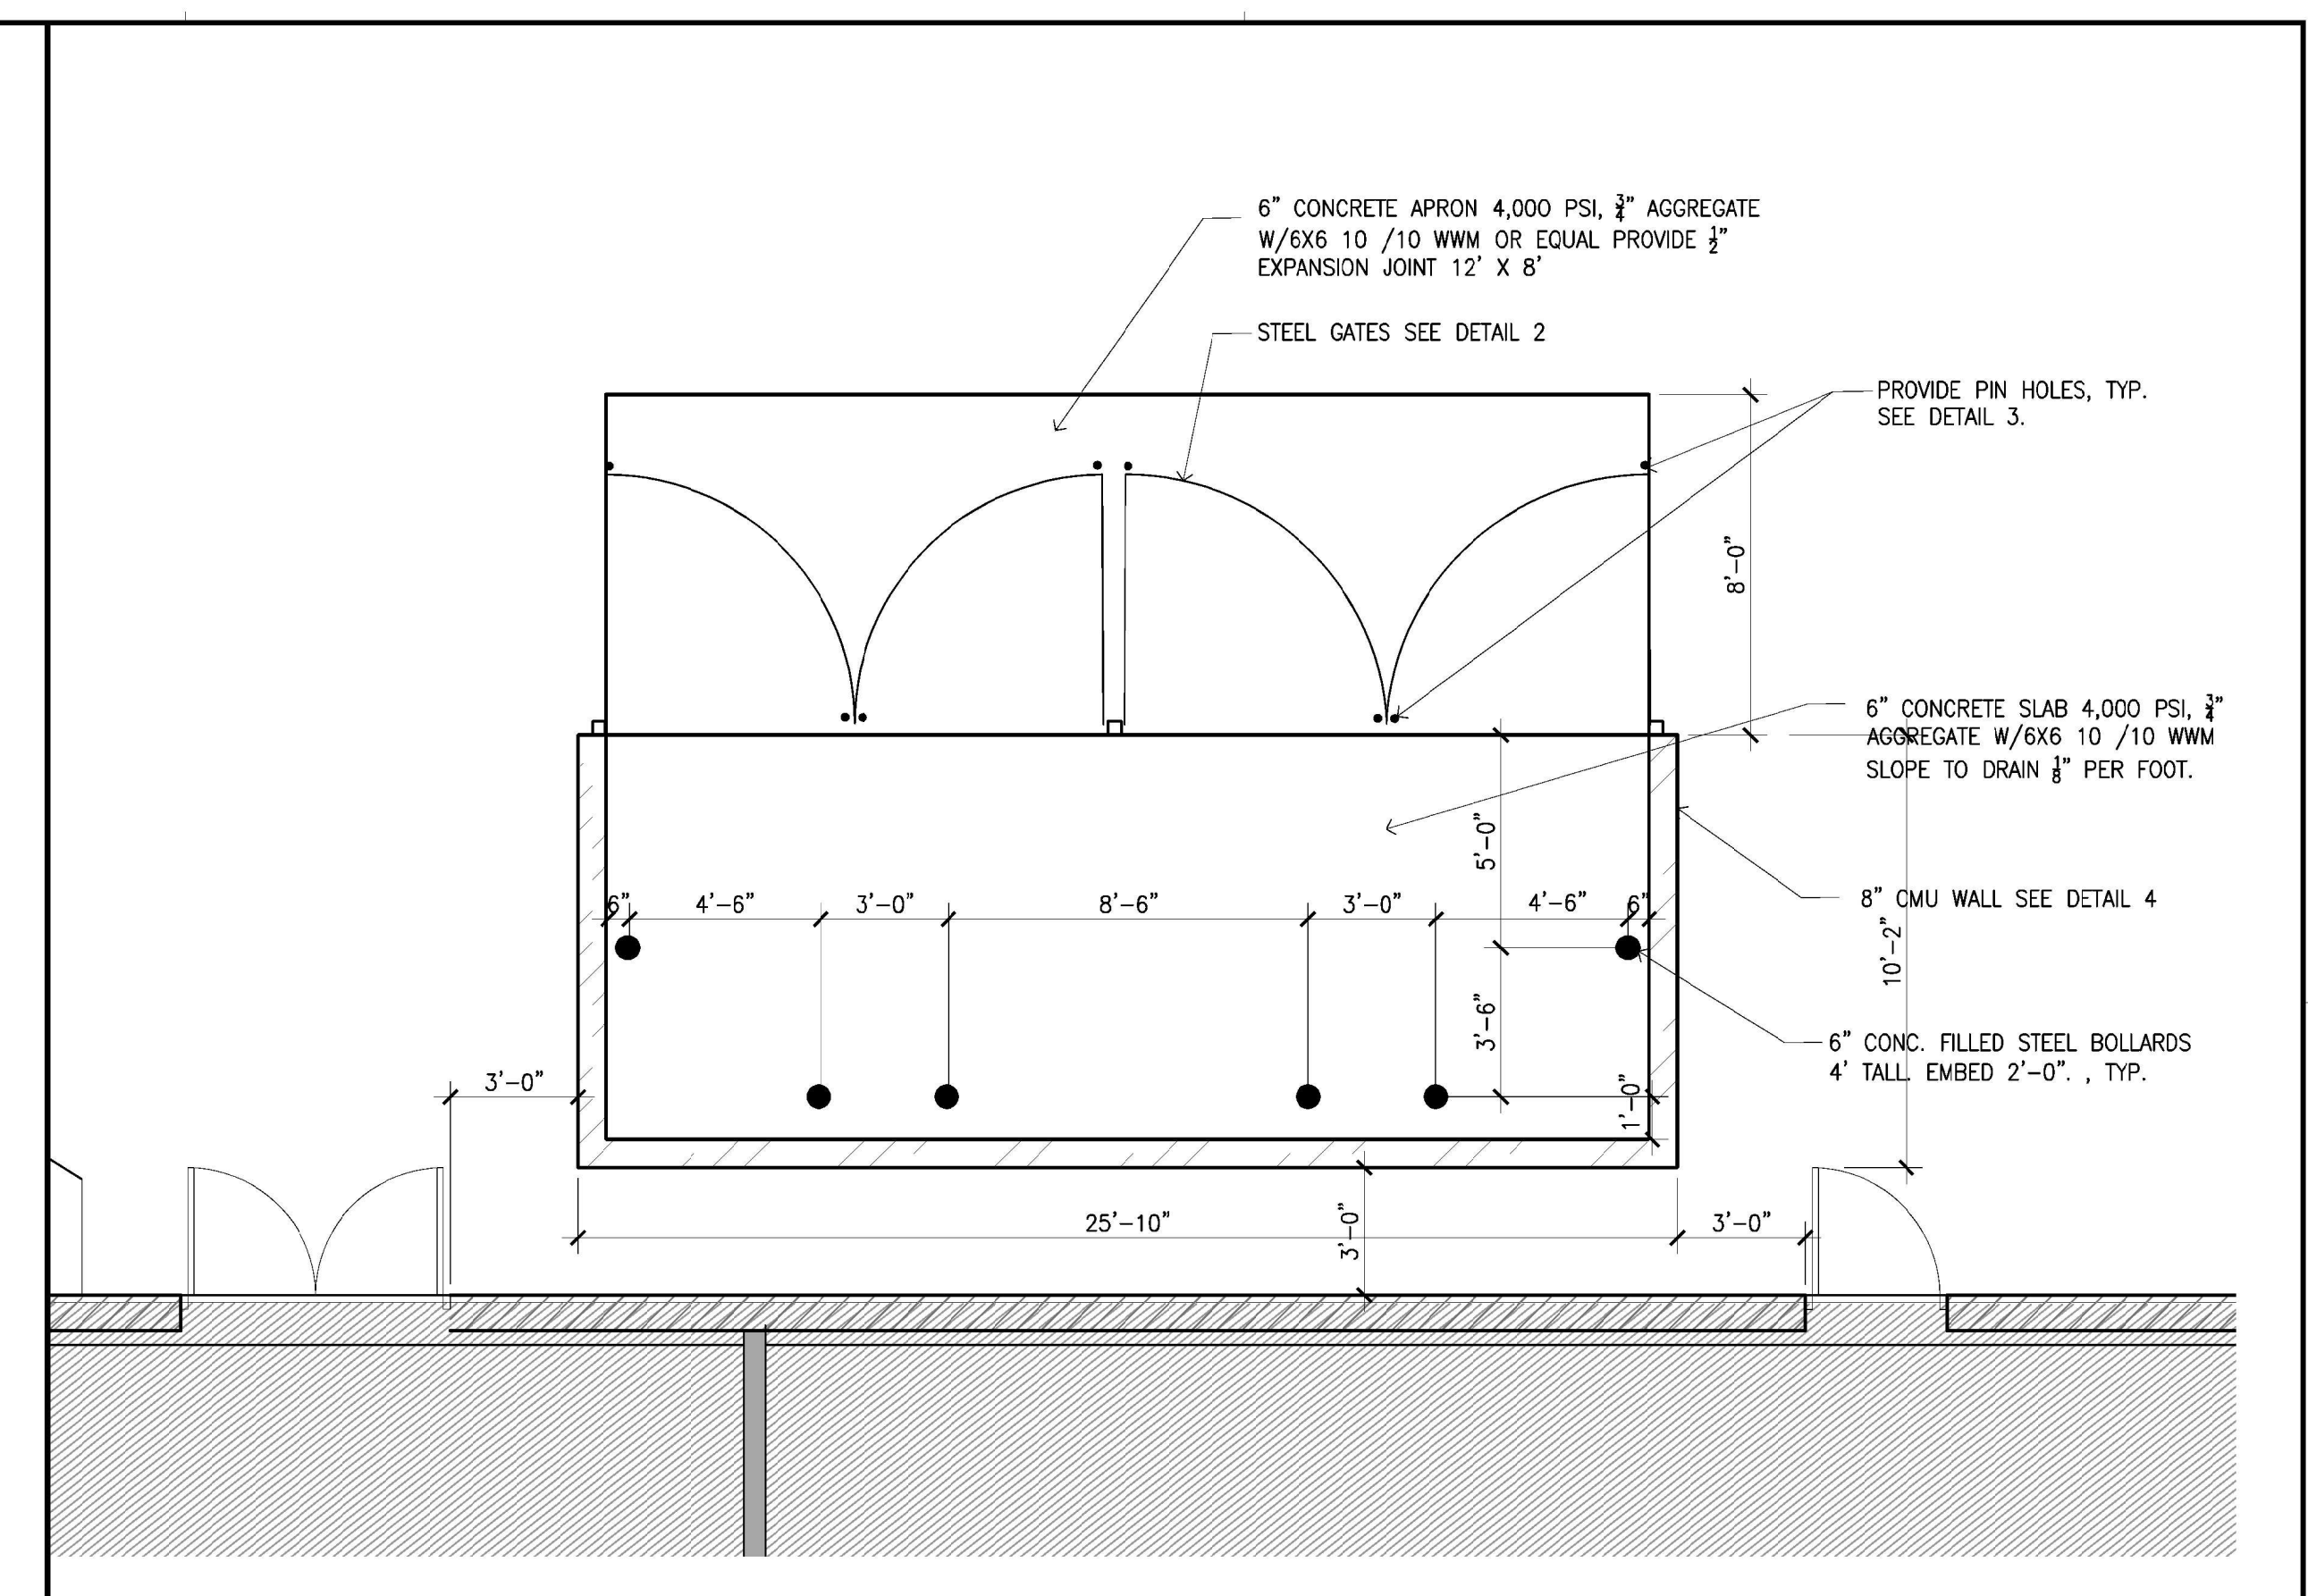 6" CONCRETE APRON 4,000 PSI, 3/4" AGGREGATE
W/6X6 10 /10 WWM OR EQUAL PROVIDE 1/2"
EXPANSION JOINT 12' X 8'
STEEL GATES SEE DETAIL 2
PROVIDE PIN HOLES, TYP.
SEE DETAIL 3.
8'-0"
6" CONCRETE SLAB 4,000 PSI, 3/4"
AGGREGATE W/6X6 10 /10 WWM
SLOPE TO DRAIN 1/8" PER FOOT.
5'-0"
8" CMU WALL SEE DETAIL 4
6"
4'-6"
3'-0"
8'-6"
3'-0"
4'-6"
6"
10'-2"
3'-6"
6" CONC. FILLED STEEL BOLLARDS
4' TALL. EMBED 2'-0". , TYP.
3'-0"
1'-0"
25'-10"
3'-0"
3'-0"